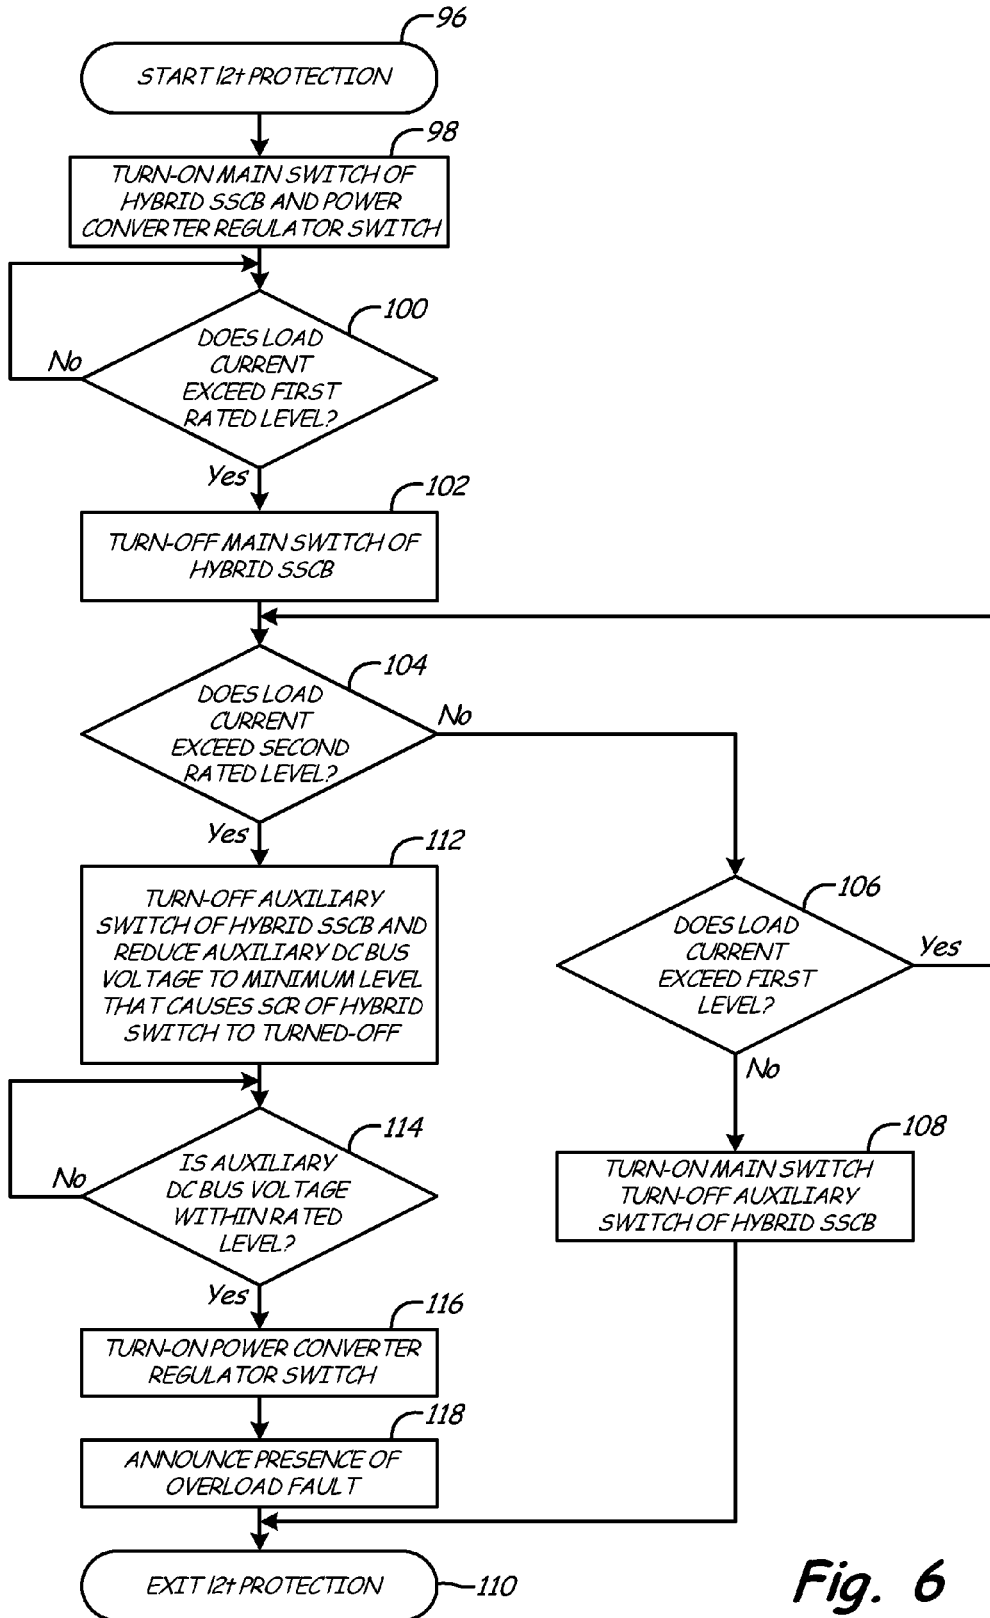 96
START I2t PROTECTION
98
TURN-ON MAIN SWITCH OF
HYBRID SSCB AND POWER
CONVERTER REGULATOR SWITCH
100
DOES LOAD
CURRENT
EXCEED FIRST
RATED LEVEL?
No
Yes
102
TURN-OFF MAIN SWITCH OF
HYBRID SSCB
104
DOES LOAD
CURRENT
EXCEED SECOND
RATED LEVEL?
No
Yes
112
TURN-OFF AUXILIARY
SWITCH OF HYBRID SSCB AND
REDUCE AUXILIARY DC BUS
VOLTAGE TO MINIMUM LEVEL
THAT CAUSES SCR OF HYBRID
SWITCH TO TURNED-OFF
106
DOES LOAD
CURRENT
EXCEED FIRST
LEVEL?
Yes
No
108
TURN-ON MAIN SWITCH
TURN-OFF AUXILIARY
SWITCH OF HYBRID SSCB
114
IS AUXILIARY
DC BUS VOLTAGE
WITHIN RATED
LEVEL?
No
Yes
116
TURN-ON POWER CONVERTER
REGULATOR SWITCH
118
ANNOUNCE PRESENCE OF
OVERLOAD FAULT
EXIT I2t PROTECTION
110
Fig. 6